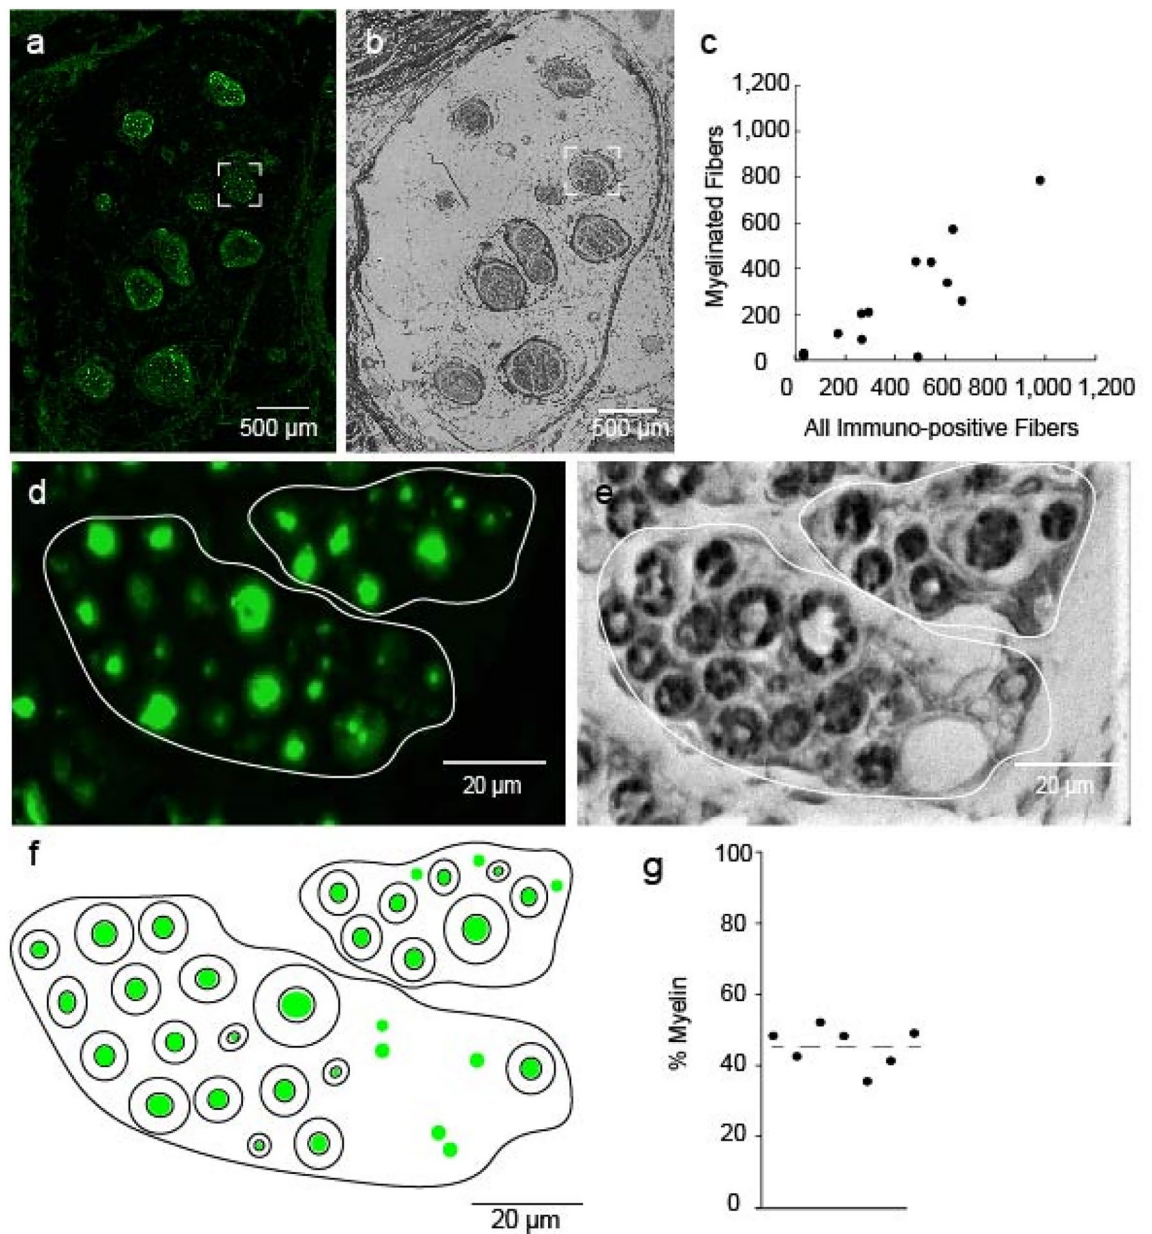 a
500 µm
b
500 µm
c
Myelinated Fibers
1,200
1,000
800
600
400
200
0
0 200 400 600 800 1,000 1,200
All Immuno-positive Fibers
d
20 µm
e
20 µm
f
20 µm
g
% Myelin
100
80
60
40
20
0